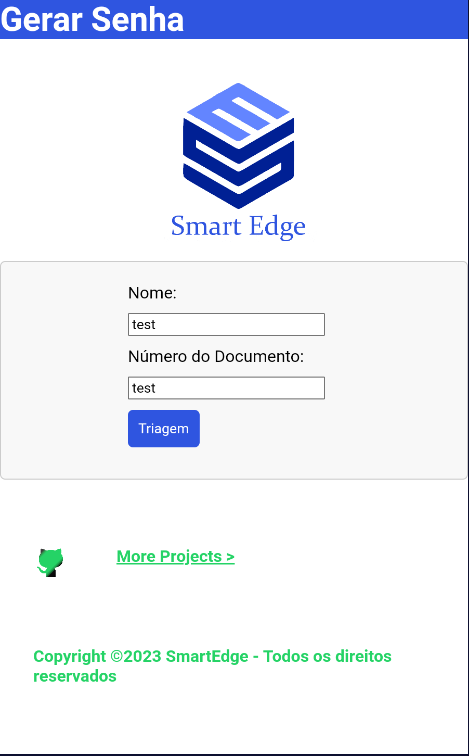 Gerar Senha
Smart Edge
Nome:
test
Número do Documento:
test
Triagem
More Projects >
Copyright ©2023 SmartEdge - Todos os direitos
reservados